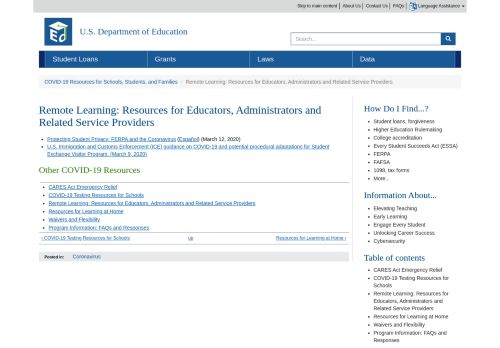 Skip to main content | About Us | Contact Us | FAQs | Language Assistance
U.S. Department of Education
Search...
Student Loans Grants Laws Data
COVID-19 Resources for Schools, Students, and Families Remote Learning: Resources for Educators, Administrators and Related Service Providers
Remote Learning: Resources for Educators, Administrators and
Related Service Providers
Protecting Student Privacy: FERPA and the Coronavirus (Español) (March 12, 2020)
U.S. Immigration and Customs Enforcement (ICE) guidance on COVID-19 and potential procedural adaptations for Student
Exchange Visitor Program. (March 9, 2020)
Other COVID-19 Resources
CARES Act Emergency Relief
COVID-19 Testing Resources for Schools
Remote Learning: Resources for Educators, Administrators and Related Service Providers
Resources for Learning at Home
Waivers and Flexibility
Program Information: FAQs and Responses
‹ COVID-19 Testing Resources for Schools up Resources for Learning at Home ›
Posted in: Coronavirus
How Do I Find...?
Student loans, forgiveness
Higher Education Rulemaking
College accreditation
Every Student Succeeds Act (ESSA)
FERPA
FAFSA
1098, tax forms
More...
Information About...
Elevating Teaching
Early Learning
Engage Every Student
Unlocking Career Success
Cybersecurity
Table of contents
CARES Act Emergency Relief
COVID-19 Testing Resources for
Schools
Remote Learning: Resources for
Educators, Administrators and
Related Service Providers
Resources for Learning at Home
Waivers and Flexibility
Program Information: FAQs and
Responses